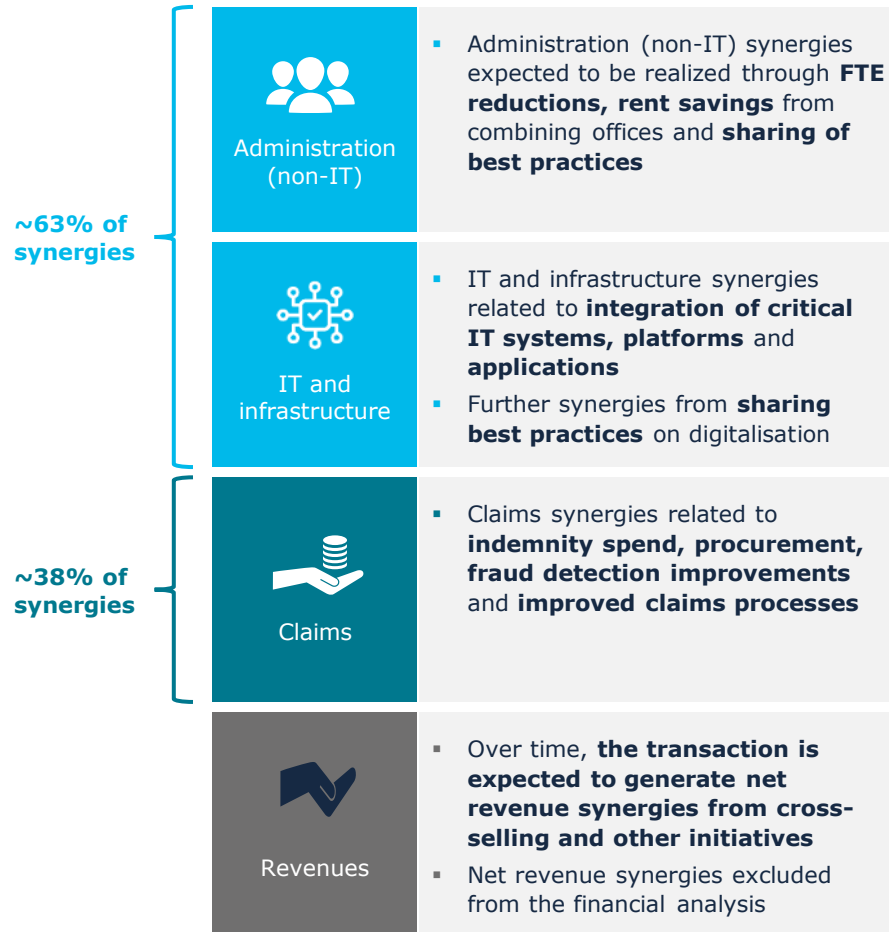 ~63% of
synergies
Administration
(non-IT)
▪ Administration (non-IT) synergies
expected to be realized through FTE
reductions, rent savings from
combining offices and sharing of
best practices
IT and
infrastructure
▪ IT and infrastructure synergies
related to integration of critical
IT systems, platforms and
applications
▪ Further synergies from sharing
best practices on digitalisation
~38% of
synergies
Claims
▪ Claims synergies related to
indemnity spend, procurement,
fraud detection improvements
and improved claims processes
Revenues
▪ Over time, the transaction is
expected to generate net
revenue synergies from cross-
selling and other initiatives
▪ Net revenue synergies excluded
from the financial analysis